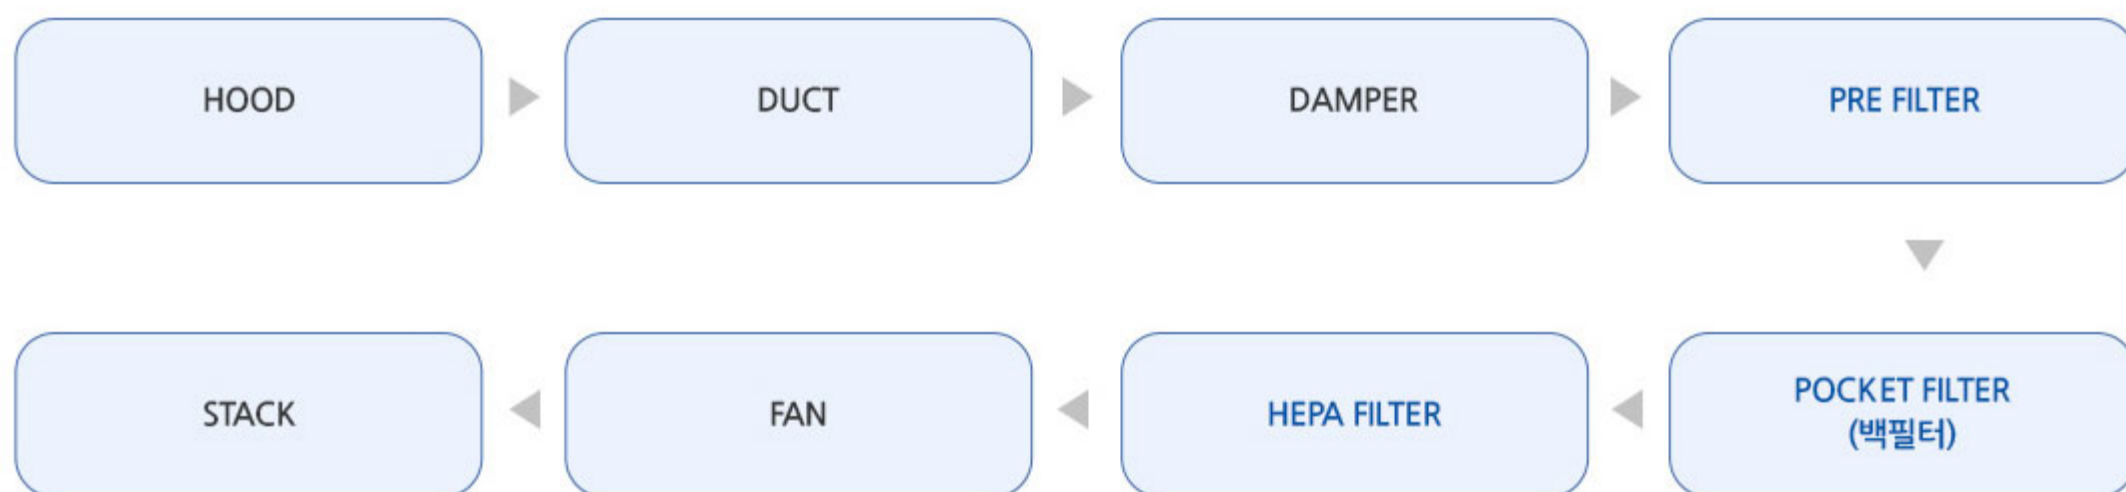 HOOD
DUCT
DAMPER
PRE FILTER
POCKET FILTER
(백필터)
HEPA FILTER
FAN
STACK